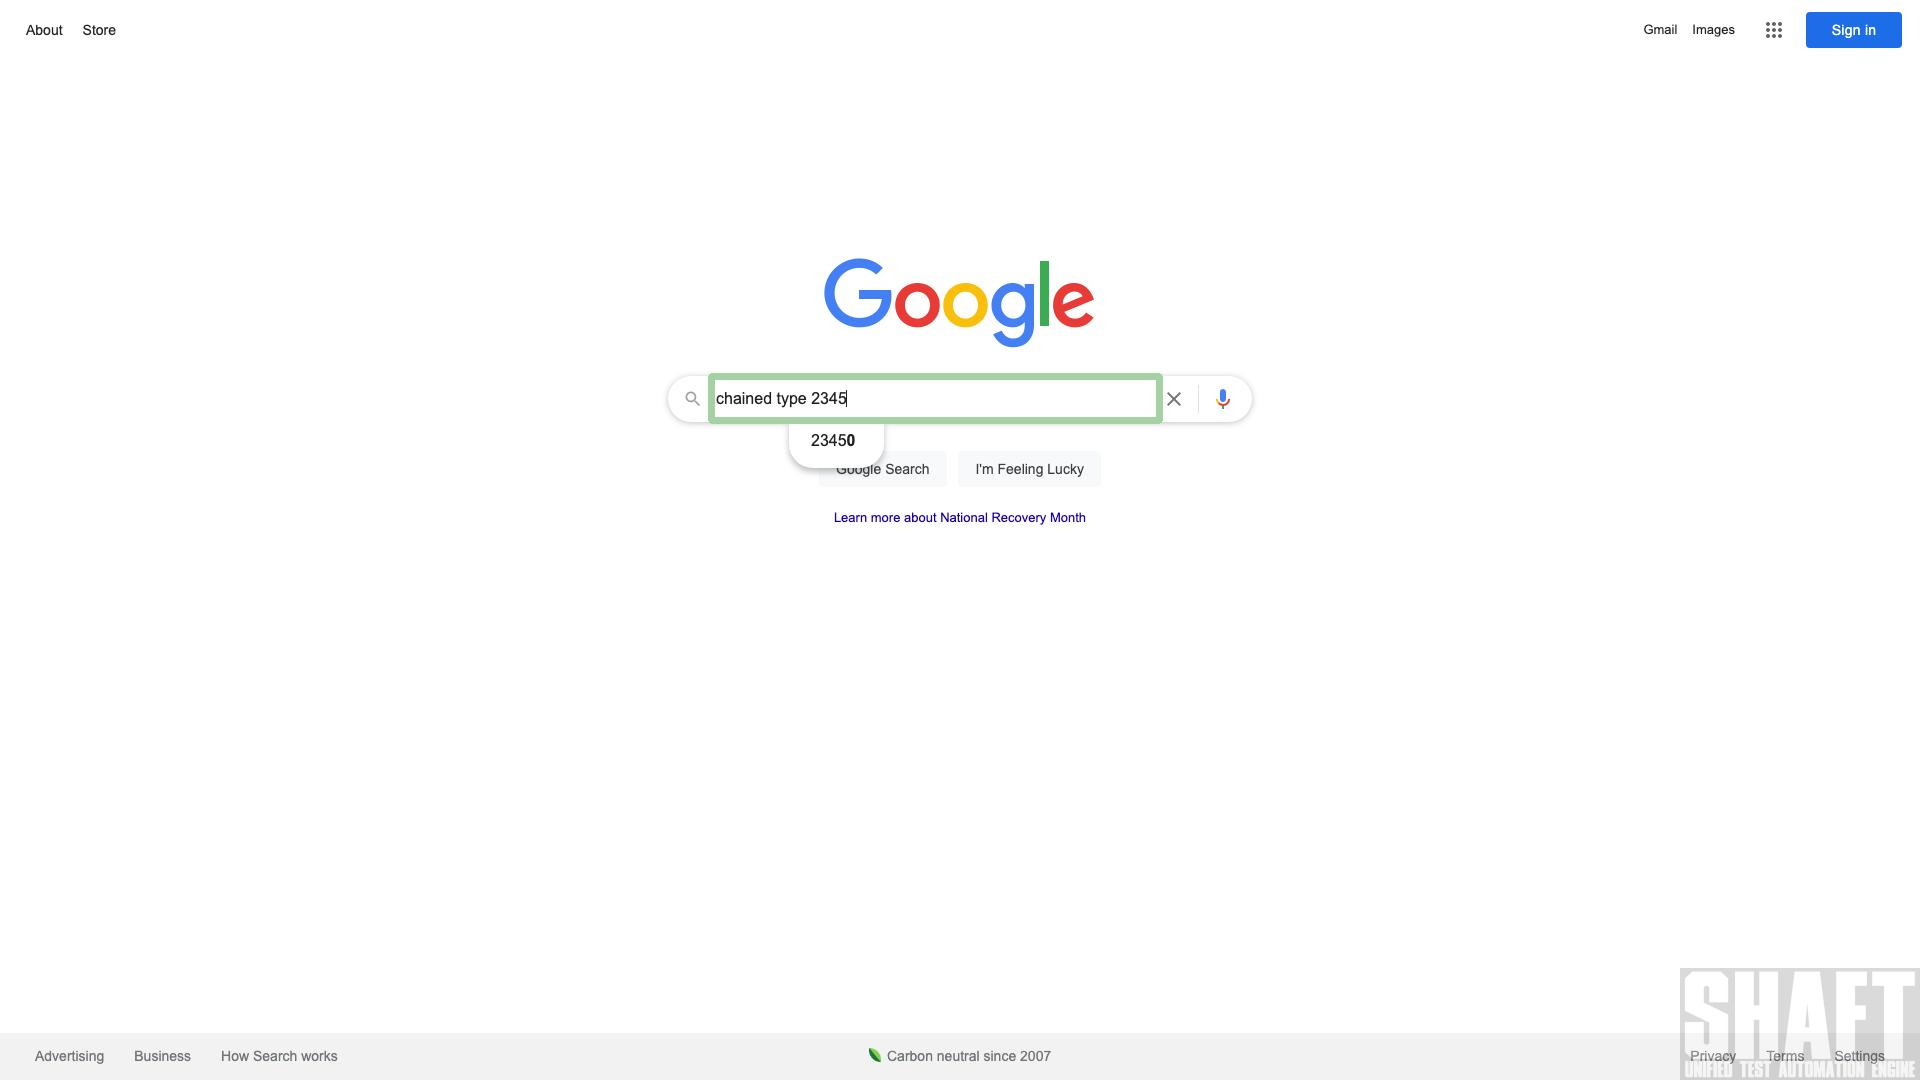 About Store
Gmail Images
Sign in
Google
chained type 2345
23450
Google Search
I'm Feeling Lucky
Learn more about National Recovery Month
Advertising Business How Search works
Carbon neutral since 2007
Privacy Terms Settings
SHAFT
UNIFIED TEST AUTOMATION ENGINE